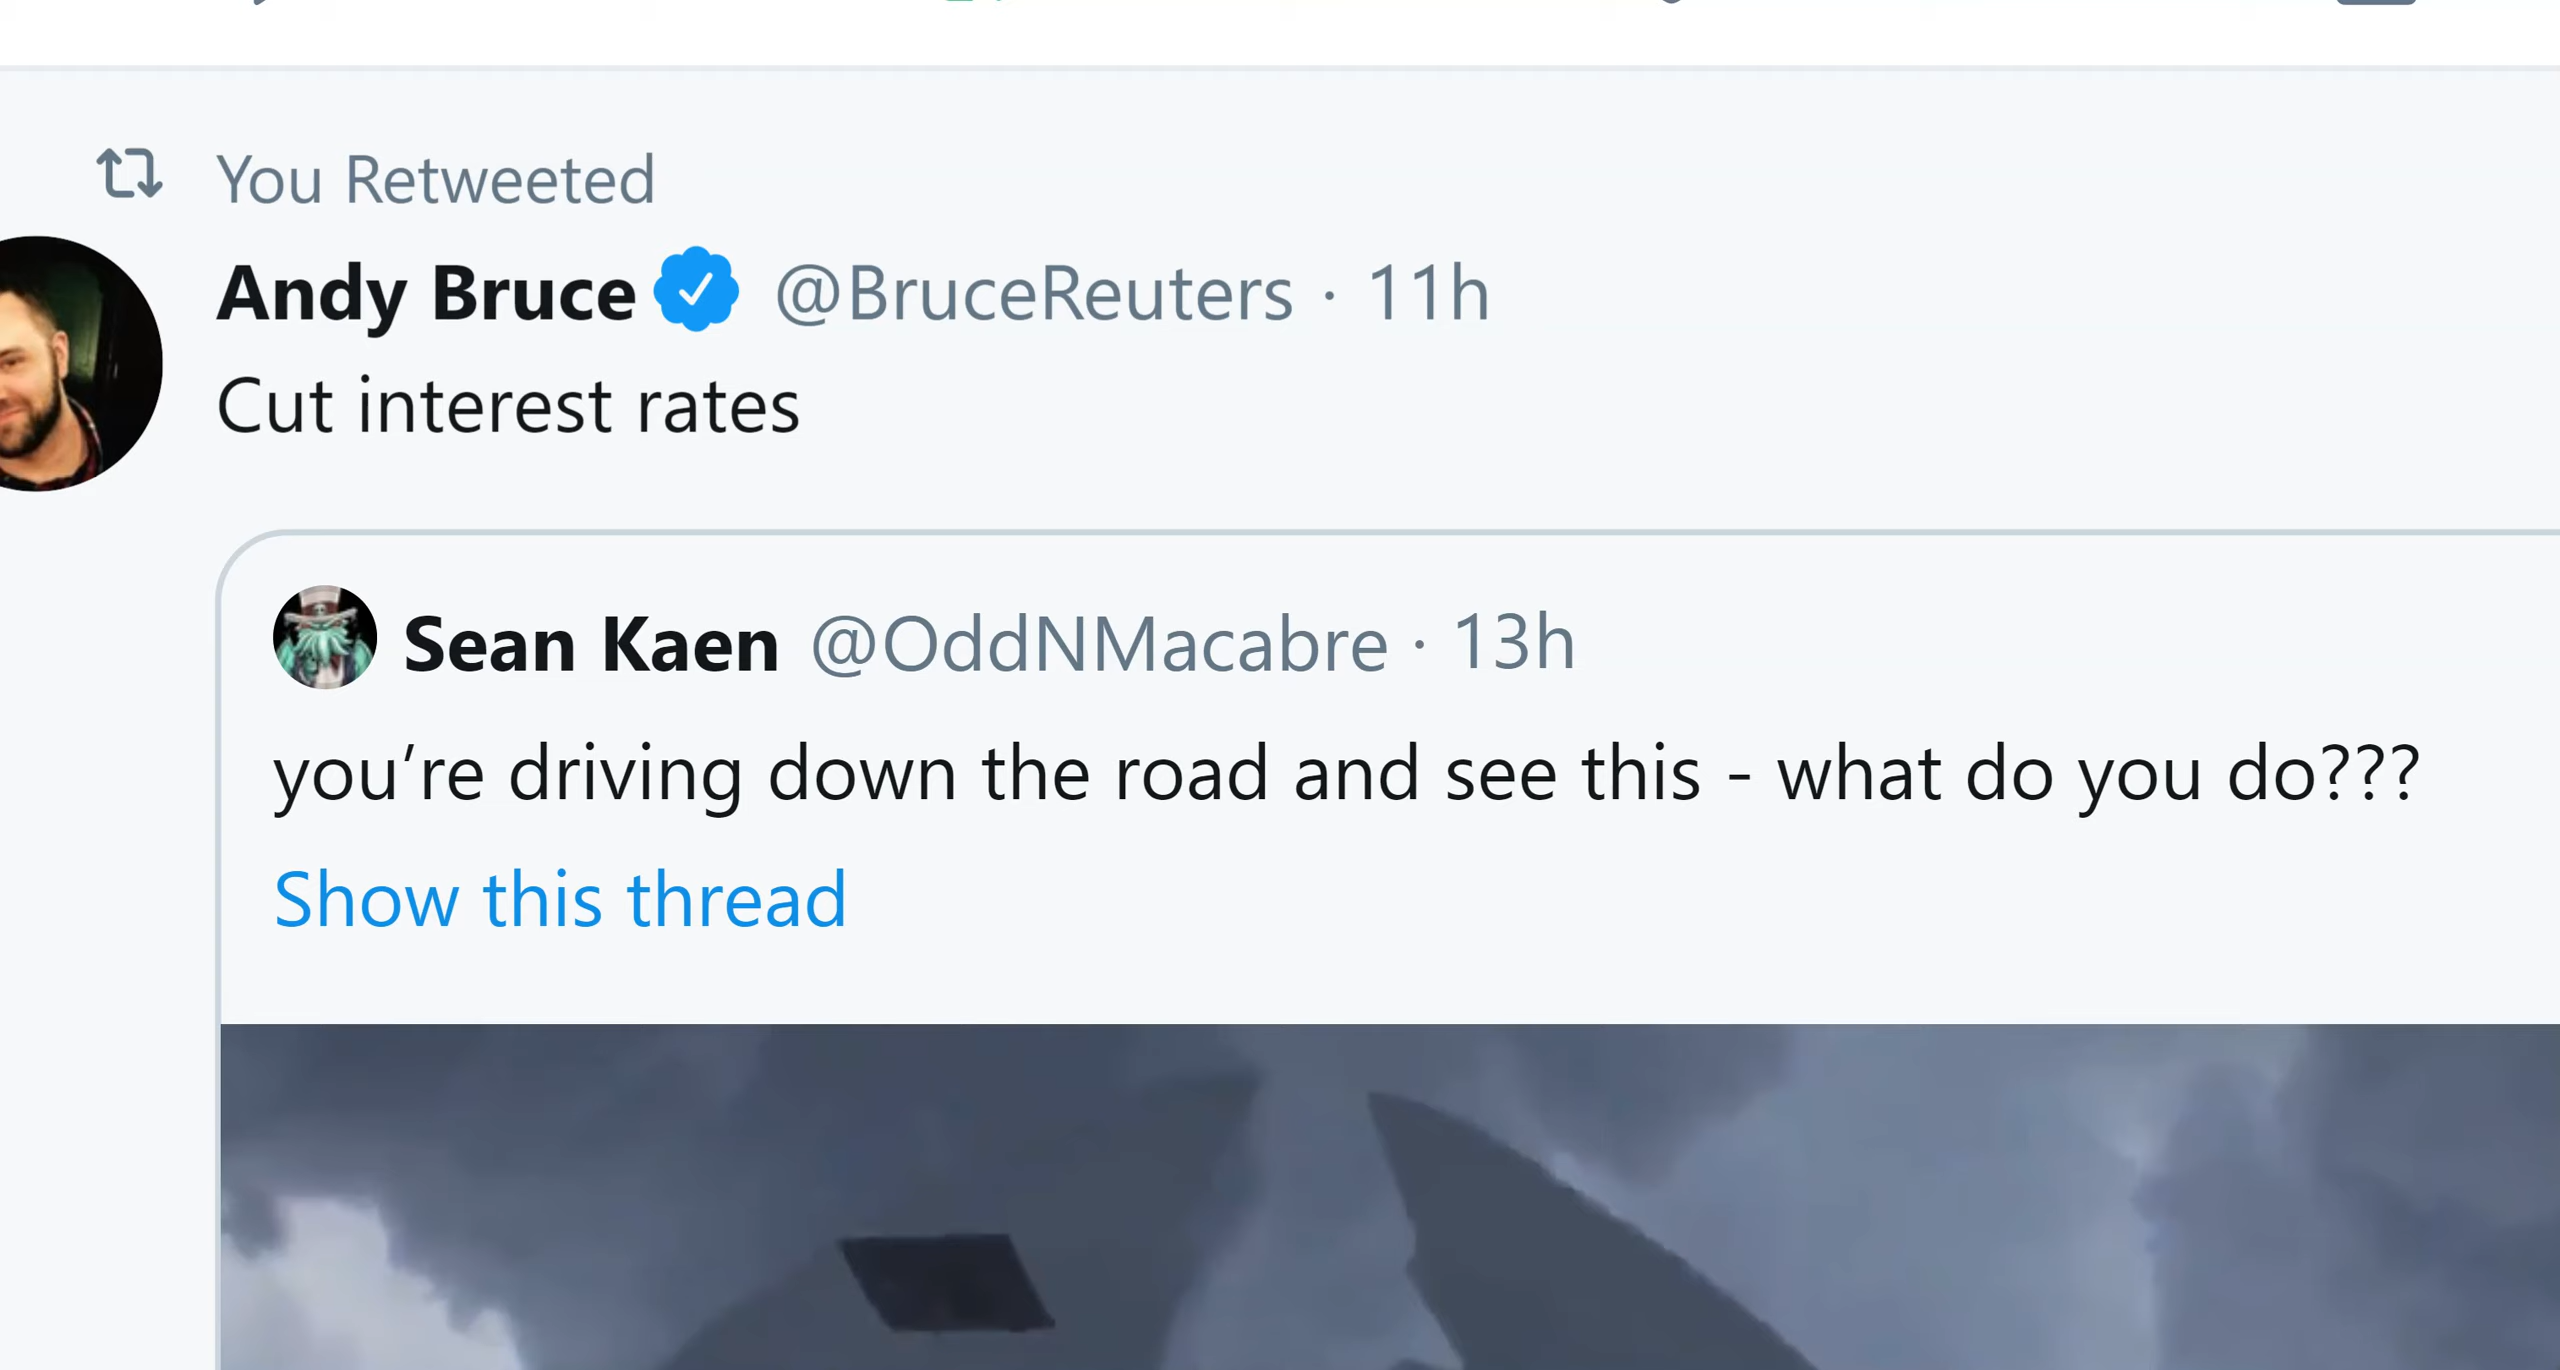 You Retweeted
Andy Bruce @BruceReuters · 11h
Cut interest rates
Sean Kaen @OddNMacabre · 13h
you’re driving down the road and see this - what do you do???
Show this thread